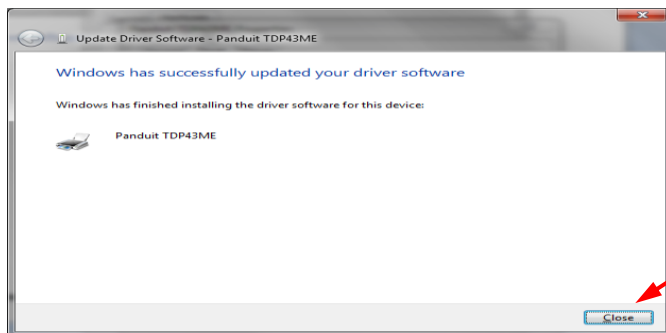 Update Driver Software - Panduit TDP43ME
Windows has successfully updated your driver software
Windows has finished installing the driver software for this device:
Panduit TDP43ME
Close